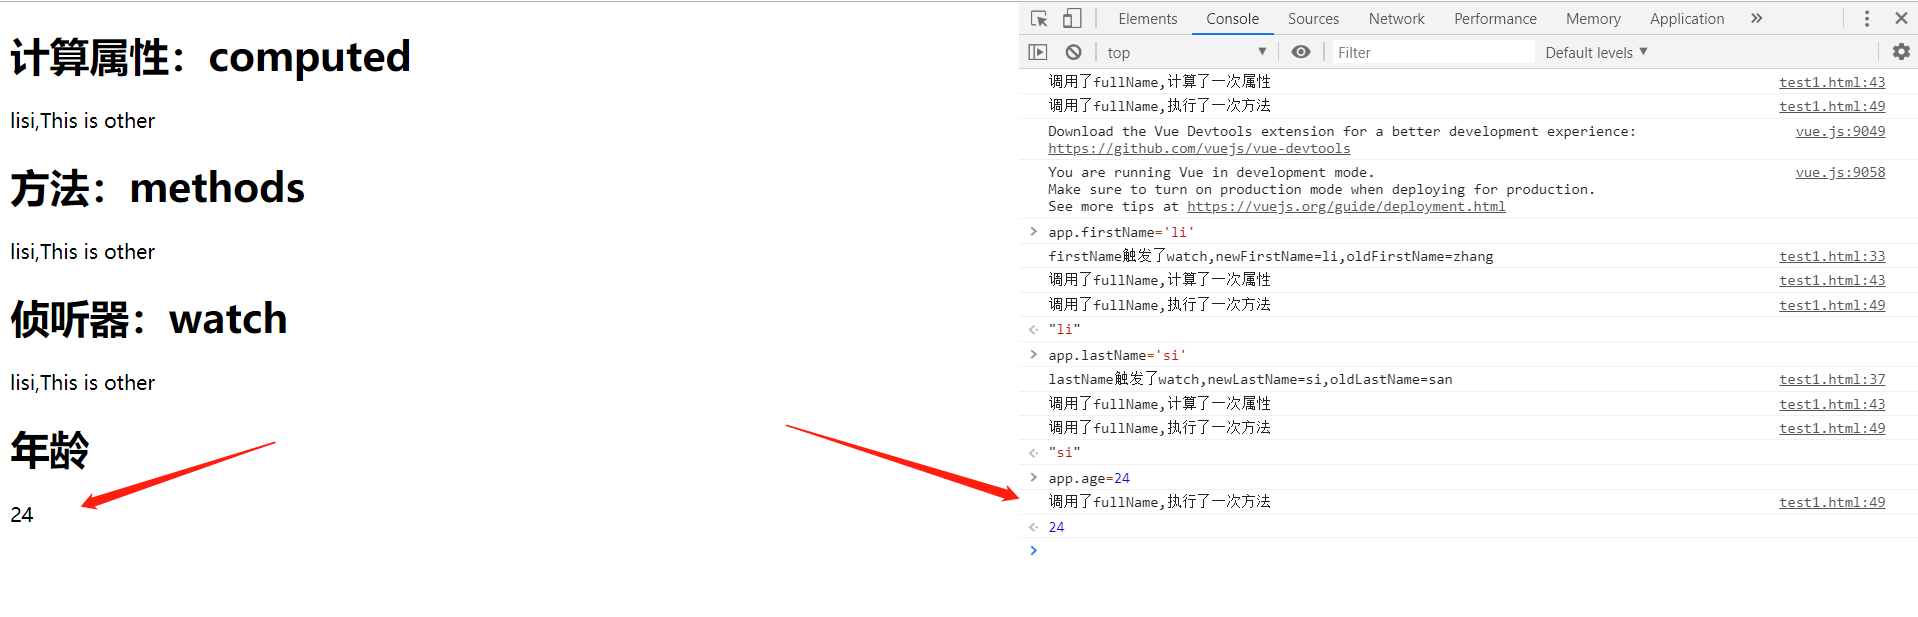 计算属性：computed
lisi,This is other
方法：methods
lisi,This is other
侦听器：watch
lisi,This is other
年龄
24
Elements Console Sources Network Performance Memory Application »
top Filter Default levels
调用了fullName,计算了一次属性 test1.html:43
调用了fullName,执行了一次方法 test1.html:49
Download the Vue Devtools extension for a better development experience: vue.js:9049
https://github.com/vuejs/vue-devtools
You are running Vue in development mode. vue.js:9058
Make sure to turn on production mode when deploying for production.
See more tips at https://vuejs.org/guide/deployment.html
> app.firstName='li'
firstName触发了watch,newFirstName=li,oldFirstName=zhang test1.html:33
调用了fullName,计算了一次属性 test1.html:43
调用了fullName,执行了一次方法 test1.html:49
"li"
> app.lastName='si'
lastName触发了watch,newLastName=si,oldLastName=san test1.html:37
调用了fullName,计算了一次属性 test1.html:43
调用了fullName,执行了一次方法 test1.html:49
"si"
> app.age=24
调用了fullName,执行了一次方法 test1.html:49
24
>